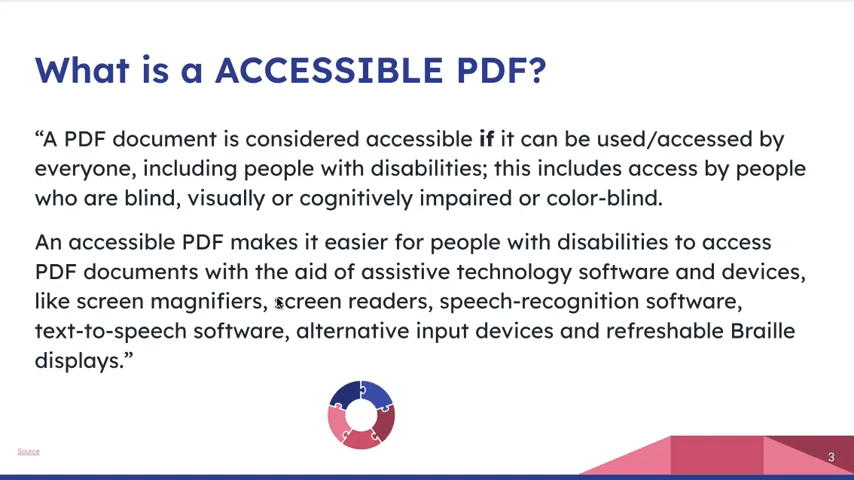 What is a ACCESSIBLE PDF?
“A PDF document is considered accessible if it can be used/accessed by
everyone, including people with disabilities; this includes access by people
who are blind, visually or cognitively impaired or color-blind.
An accessible PDF makes it easier for people with disabilities to access
PDF documents with the aid of assistive technology software and devices,
like screen magnifiers, screen readers, speech-recognition software,
text-to-speech software, alternative input devices and refreshable Braille
displays.”
Source
3